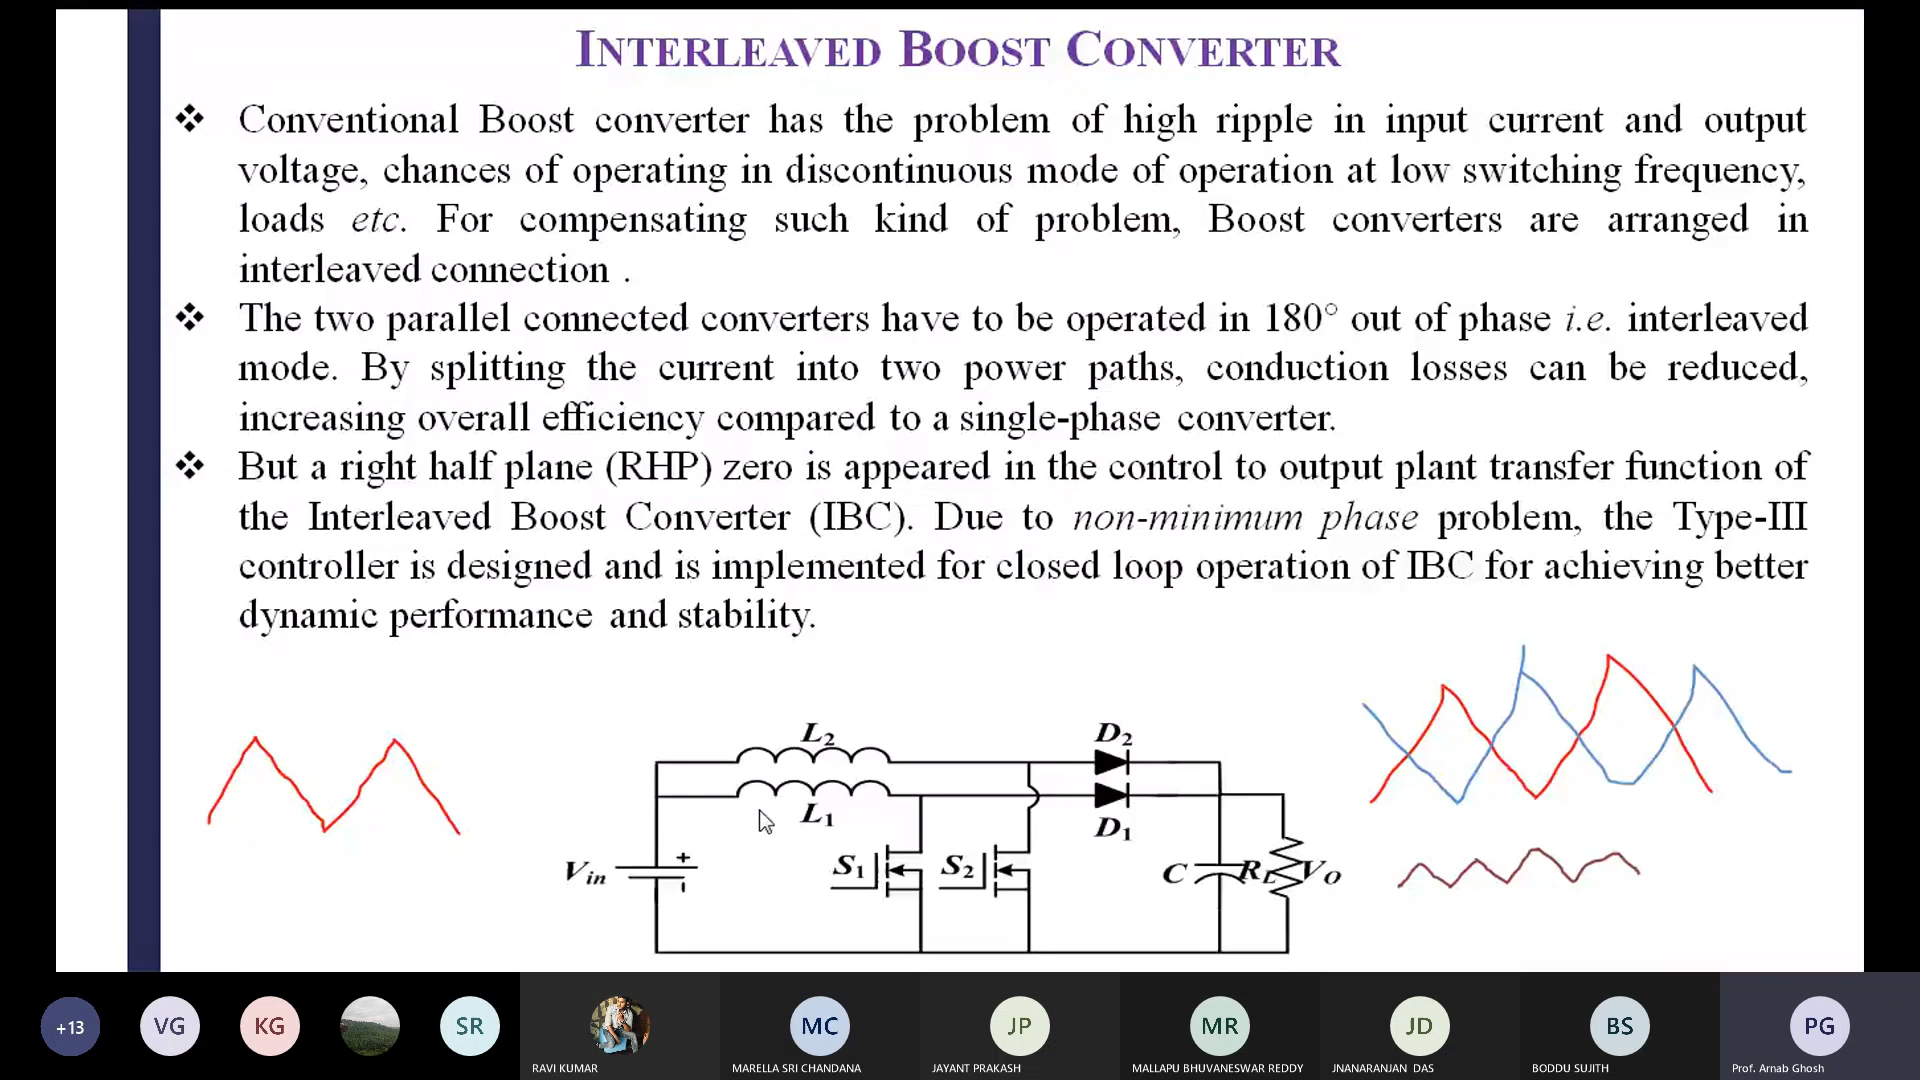 INTERLEAVED BOOST CONVERTER
❖ Conventional Boost converter has the problem of high ripple in input current and output
voltage, chances of operating in discontinuous mode of operation at low switching frequency,
loads etc. For compensating such kind of problem, Boost converters are arranged in
interleaved connection .
❖ The two parallel connected converters have to be operated in 180° out of phase i.e. interleaved
mode. By splitting the current into two power paths, conduction losses can be reduced,
increasing overall efficiency compared to a single-phase converter.
❖ But a right half plane (RHP) zero is appeared in the control to output plant transfer function of
the Interleaved Boost Converter (IBC). Due to non-minimum phase problem, the Type-III
controller is designed and is implemented for closed loop operation of IBC for achieving better
dynamic performance and stability.
L2 D2
L1 D1
Vin + - S1 S2 C RL VO
+13 VG KG SR MC JP MR JD BS PG
RAVI KUMAR MARELLA SRI CHANDANA JAYANT PRAKASH MALLAPU BHUVANESWAR REDDY JNANARANJAN DAS BODDU SUJITH Prof. Arnab Ghosh